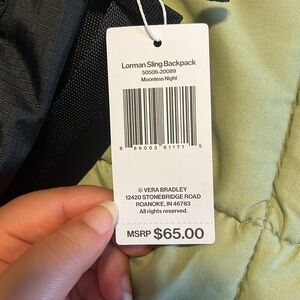 Lorman Sling Backpack
50506-20089
Moonless Night
8 86003 61171 5
© VERA BRADLEY
12420 STONEBRIDGE ROAD
ROANOKE, IN 46783
All rights reserved.
MSRP $65.00